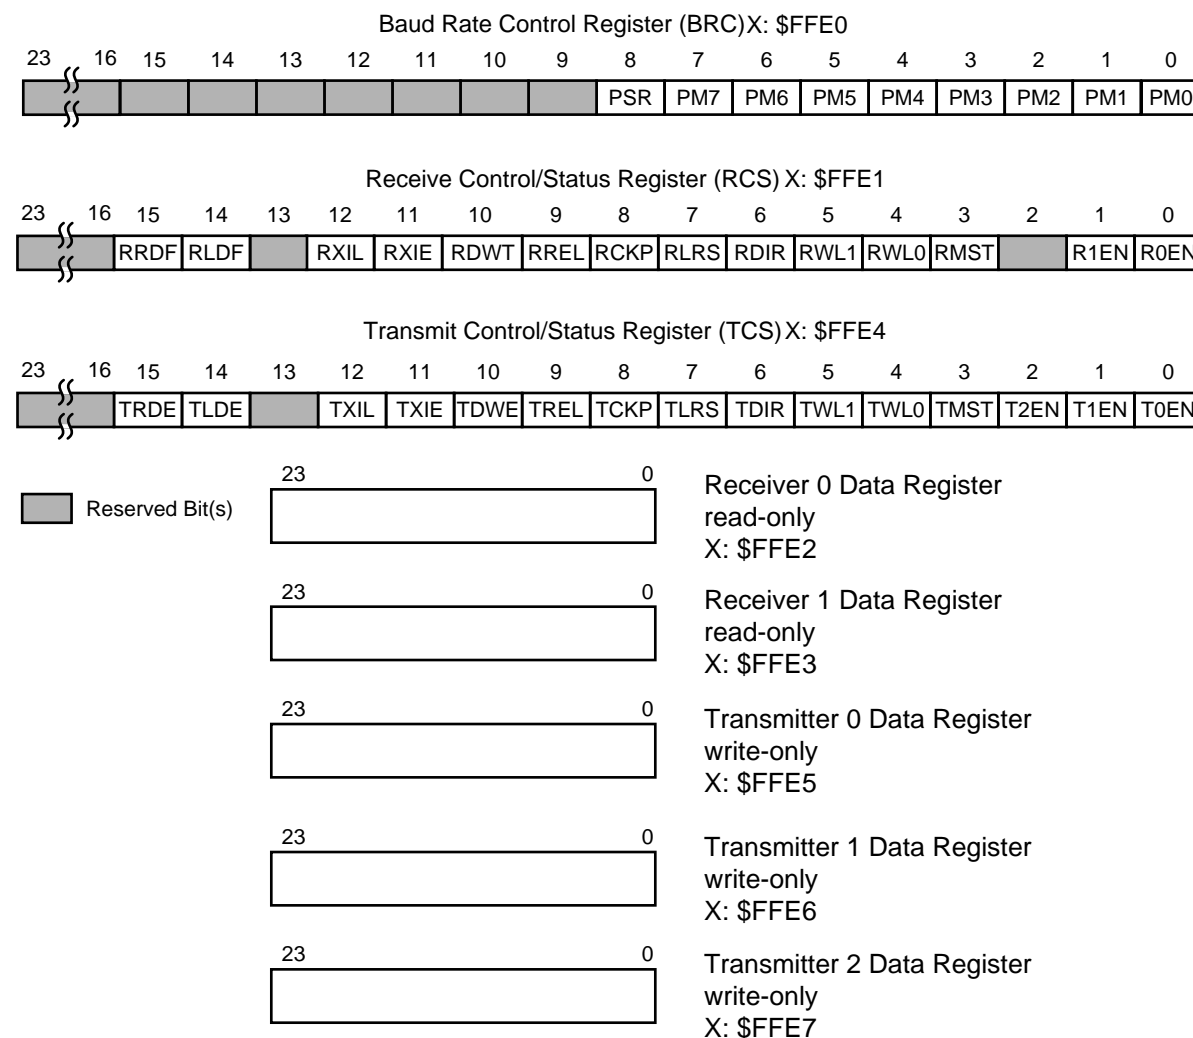 Baud Rate Control Register (BRC) X: $FFE0
23 16 15 14 13 12 11 10 9 8 7 6 5 4 3 2 1 0
PSR PM7 PM6 PM5 PM4 PM3 PM2 PM1 PM0
Receive Control/Status Register (RCS) X: $FFE1
23 16 15 14 13 12 11 10 9 8 7 6 5 4 3 2 1 0
RRDF RLDF RXIL RXIE RDWT RREL RCKP RLRS RDIR RWL1 RWL0 RMST R1EN R0EN
Transmit Control/Status Register (TCS) X: $FFE4
23 16 15 14 13 12 11 10 9 8 7 6 5 4 3 2 1 0
TRDE TLDE TXIL TXIE TDWE TREL TCKP TLRS TDIR TWL1 TWL0 TMST T2EN T1EN T0EN
Reserved Bit(s)
23 0
Receiver 0 Data Register
read-only
X: $FFE2
23 0
Receiver 1 Data Register
read-only
X: $FFE3
23 0
Transmitter 0 Data Register
write-only
X: $FFE5
23 0
Transmitter 1 Data Register
write-only
X: $FFE6
23 0
Transmitter 2 Data Register
write-only
X: $FFE7